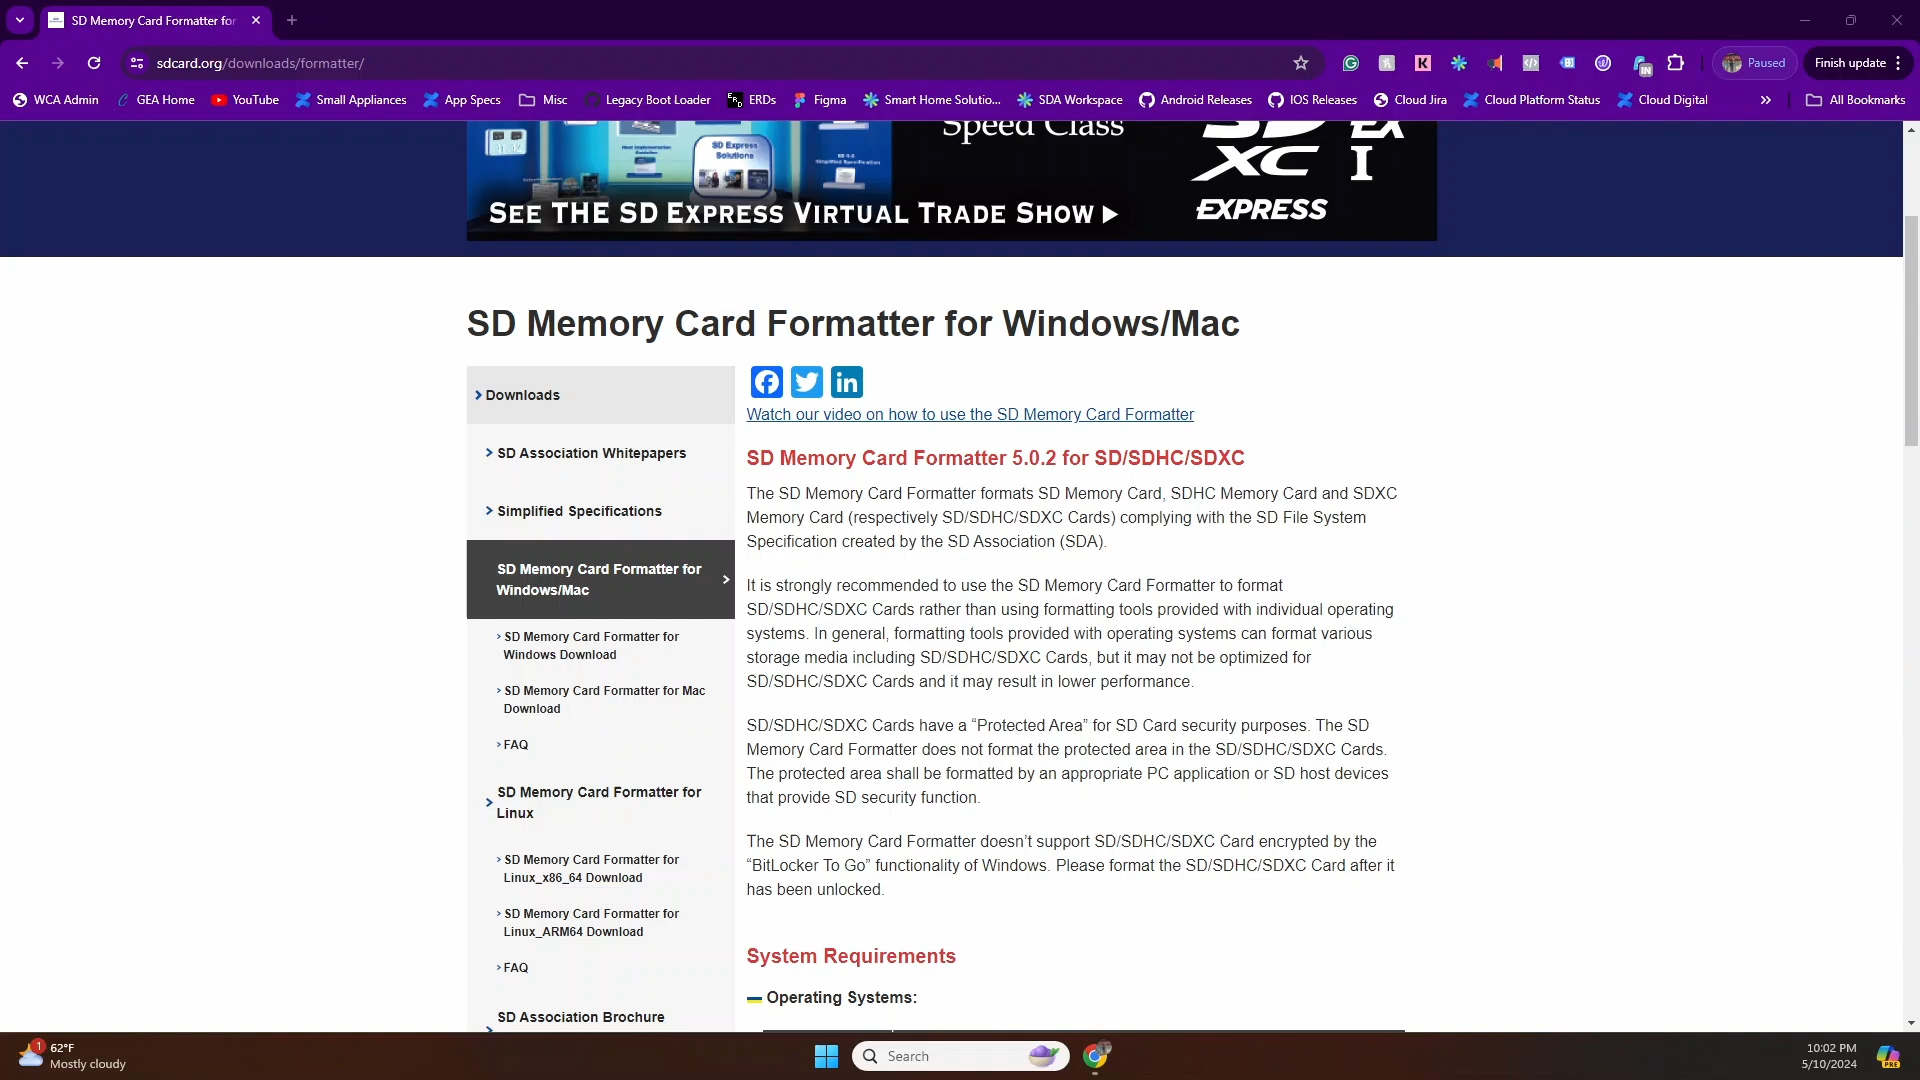 SD Memory Card Formatter for
sdcard.org/downloads/formatter/
Paused
Finish update
WCA Admin
GEA Home
YouTube
Small Appliances
App Specs
Misc
Legacy Boot Loader
ERDs
Figma
Smart Home Solutio...
SDA Workspace
Android Releases
IOS Releases
Cloud Jira
Cloud Platform Status
Cloud Digital
All Bookmarks
SD Express
Solutions
Speed Class
SD EX
XC I
EXPRESS
SEE THE SD EXPRESS VIRTUAL TRADE SHOW
SD Memory Card Formatter for Windows/Mac
Downloads
SD Association Whitepapers
Simplified Specifications
SD Memory Card Formatter for
Windows/Mac
SD Memory Card Formatter for
Windows Download
SD Memory Card Formatter for Mac
Download
FAQ
SD Memory Card Formatter for
Linux
SD Memory Card Formatter for
Linux_x86_64 Download
SD Memory Card Formatter for
Linux_ARM64 Download
FAQ
SD Association Brochure
Watch our video on how to use the SD Memory Card Formatter
SD Memory Card Formatter 5.0.2 for SD/SDHC/SDXC
The SD Memory Card Formatter formats SD Memory Card, SDHC Memory Card and SDXC
Memory Card (respectively SD/SDHC/SDXC Cards) complying with the SD File System
Specification created by the SD Association (SDA).
It is strongly recommended to use the SD Memory Card Formatter to format
SD/SDHC/SDXC Cards rather than using formatting tools provided with individual operating
systems. In general, formatting tools provided with operating systems can format various
storage media including SD/SDHC/SDXC Cards, but it may not be optimized for
SD/SDHC/SDXC Cards and it may result in lower performance.
SD/SDHC/SDXC Cards have a “Protected Area” for SD Card security purposes. The SD
Memory Card Formatter does not format the protected area in the SD/SDHC/SDXC Cards.
The protected area shall be formatted by an appropriate PC application or SD host devices
that provide SD security function.
The SD Memory Card Formatter doesn’t support SD/SDHC/SDXC Card encrypted by the
“BitLocker To Go” functionality of Windows. Please format the SD/SDHC/SDXC Card after it
has been unlocked.
System Requirements
Operating Systems:
1
62°F
Mostly cloudy
Search
10:02 PM
5/10/2024
PRE